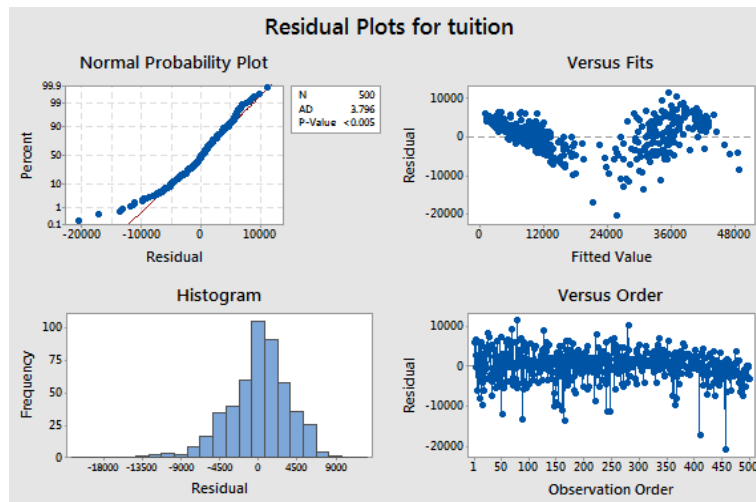 Residual Plots for tuition
Normal Probability Plot
99.9
99
90
50
10
1
0.1
Percent
-20000 -10000 0 10000
Residual
N 500
AD 3.796
P-Value <0.005
Versus Fits
10000
0
-10000
-20000
Residual
0 12000 24000 36000 48000
Fitted Value
Histogram
100
75
50
25
0
Frequency
-18000 -13500 -9000 -4500 0 4500 9000
Residual
Versus Order
10000
0
-10000
-20000
Residual
1 50 100 150 200 250 300 350 400 450 500
Observation Order